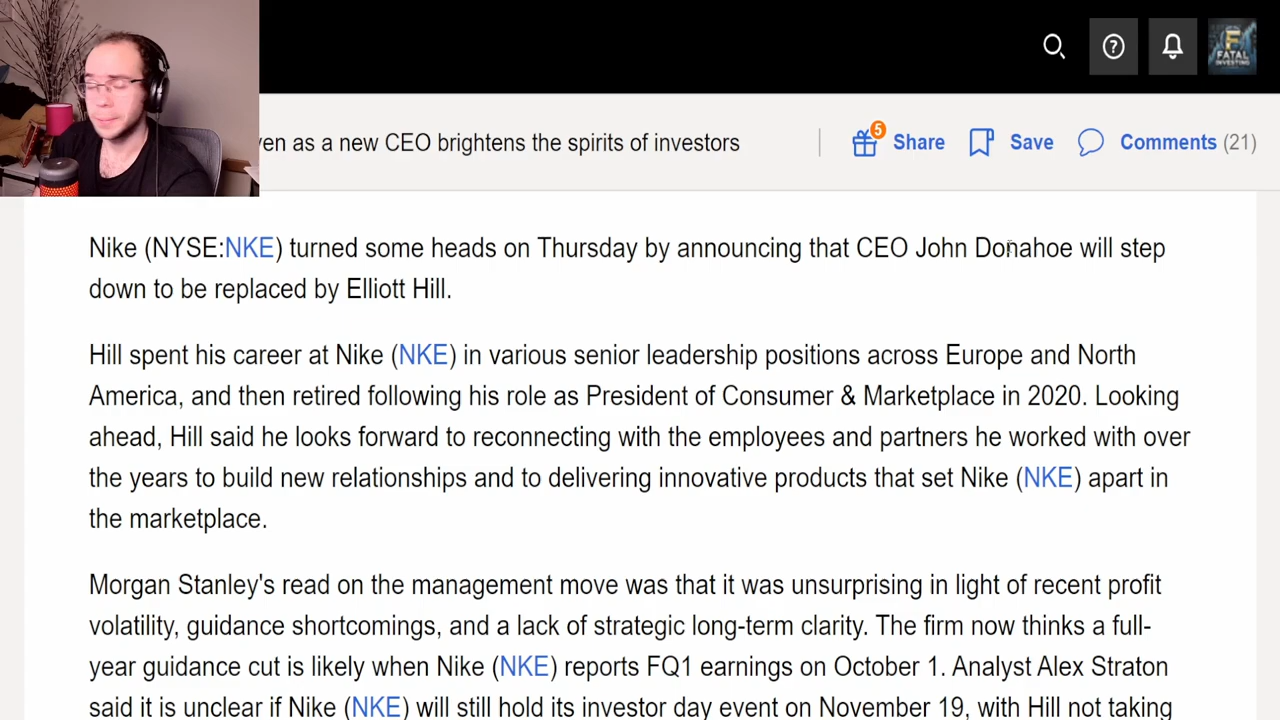 F
FATAL
INVESTING
ven as a new CEO brightens the spirits of investors
5
Share
Save
Comments (21)
Nike (NYSE:NKE) turned some heads on Thursday by announcing that CEO John Donahoe will step
down to be replaced by Elliott Hill.
Hill spent his career at Nike (NKE) in various senior leadership positions across Europe and North
America, and then retired following his role as President of Consumer & Marketplace in 2020. Looking
ahead, Hill said he looks forward to reconnecting with the employees and partners he worked with over
the years to build new relationships and to delivering innovative products that set Nike (NKE) apart in
the marketplace.
Morgan Stanley's read on the management move was that it was unsurprising in light of recent profit
volatility, guidance shortcomings, and a lack of strategic long-term clarity. The firm now thinks a full-
year guidance cut is likely when Nike (NKE) reports FQ1 earnings on October 1. Analyst Alex Straton
said it is unclear if Nike (NKE) will still hold its investor day event on November 19, with Hill not taking